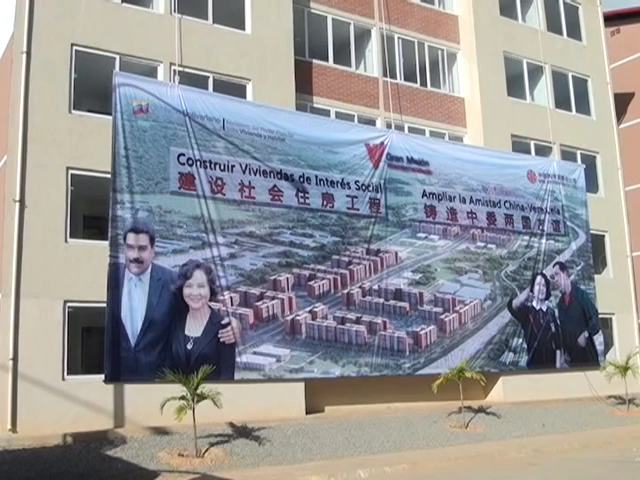 Bolivariano
Gran Misión
Construir Viviendas de Interés Social
建设社会住房工程
Ampliar la Amistad China-Venezuela
铸造中委两国友谊